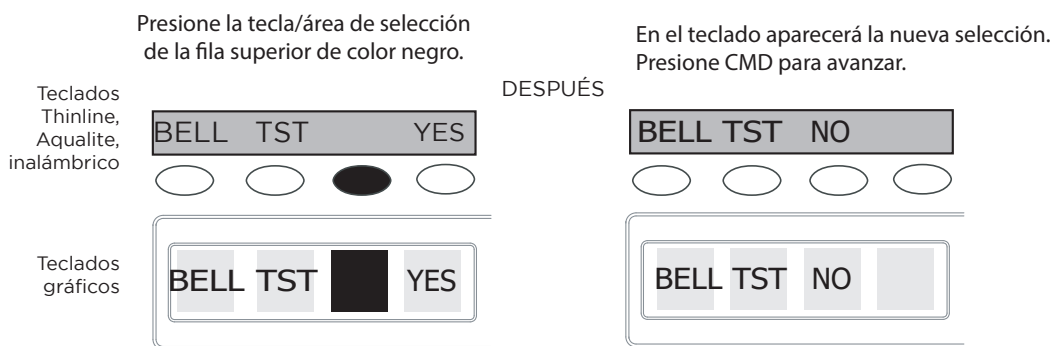 Presione la tecla/área de selección
de la fila superior de color negro.
En el teclado aparecerá la nueva selección.
Presione CMD para avanzar.
DESPUÉS
Teclados
Thinline,
Aqualite,
inalámbrico
BELL TST YES
BELL TST NO
Teclados
gráficos
BELL TST YES
BELL TST NO